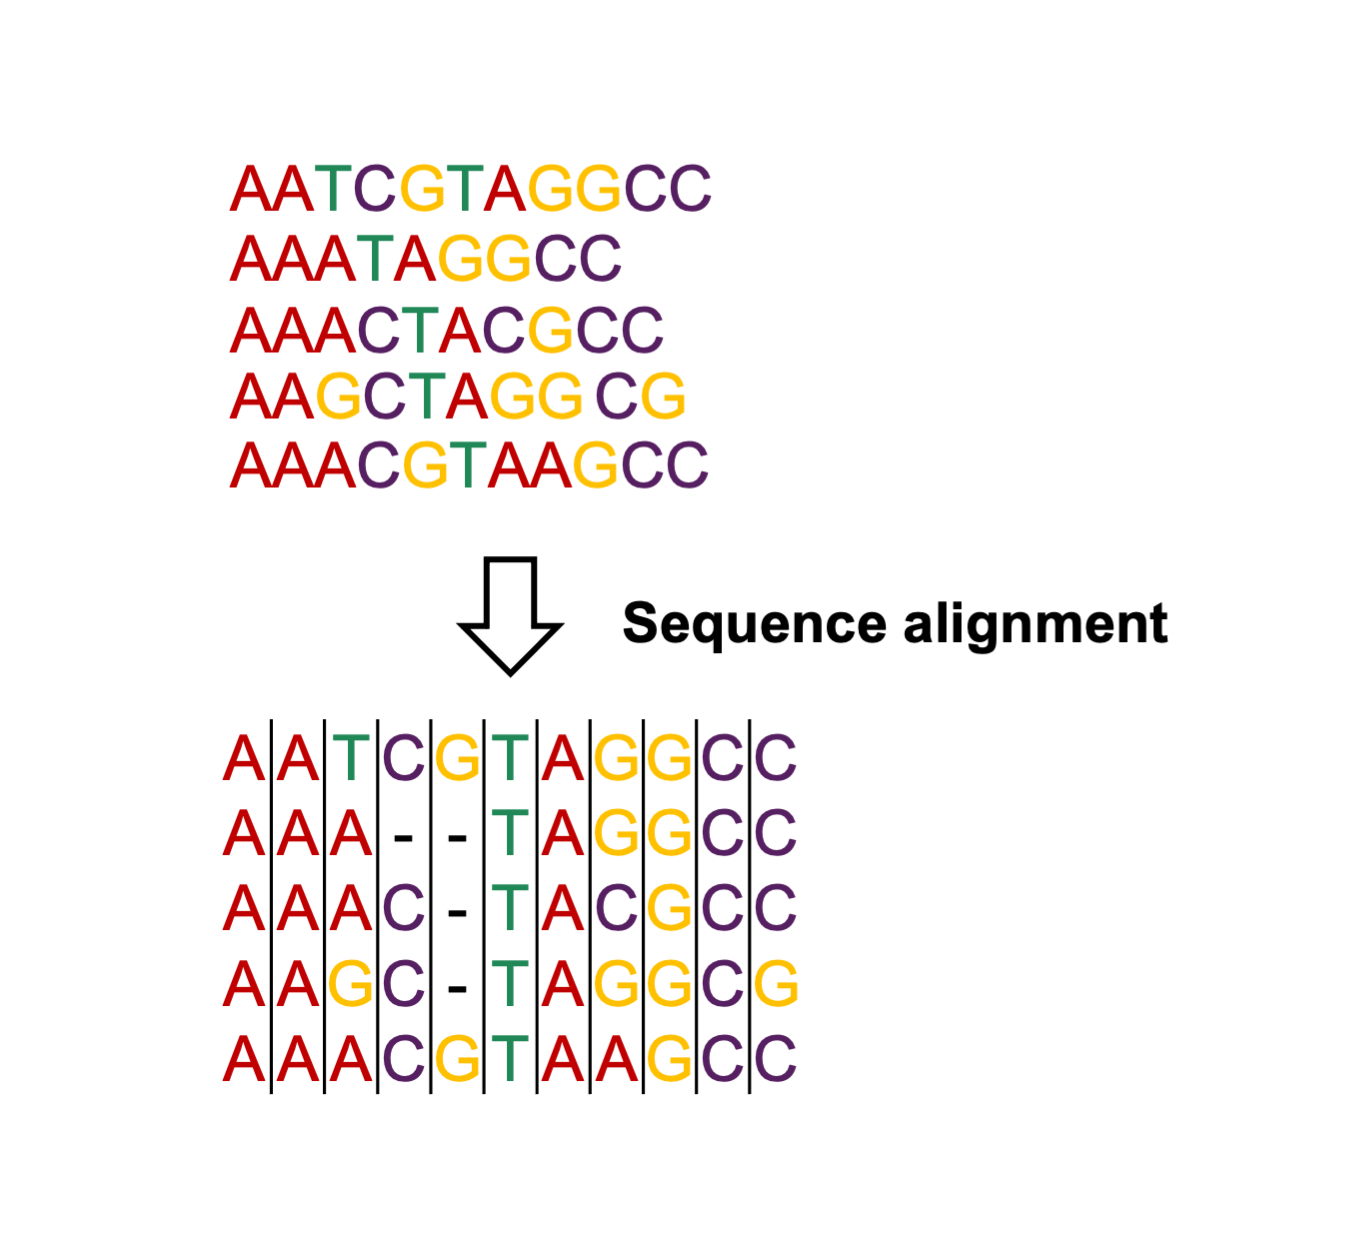 AATCGTAGGCC
AAATAGGCC
AAACTACGCC
AAGCTAGG CG
AAACGTAAGCC
Sequence alignment
A A T C G T A G G C C
A A A - - T A G G C C
A A A C - T A C G C C
A A G C - T A G G C G
A A A C G T A A G C C